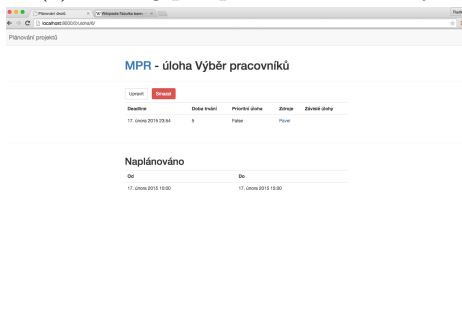 Plánování úkolů
localhost:8000/0/uloha/6/
Plánování projektů
MPR - úloha Výběr pracovníků
Upravit Smazat
Deadline Doba trvání Prioritní úloha Zdroje Závislé úlohy
17. února 2015 23:54 5 False Pavel
Naplánováno
Od Do
17. února 2015 10:00 17. února 2015 15:00